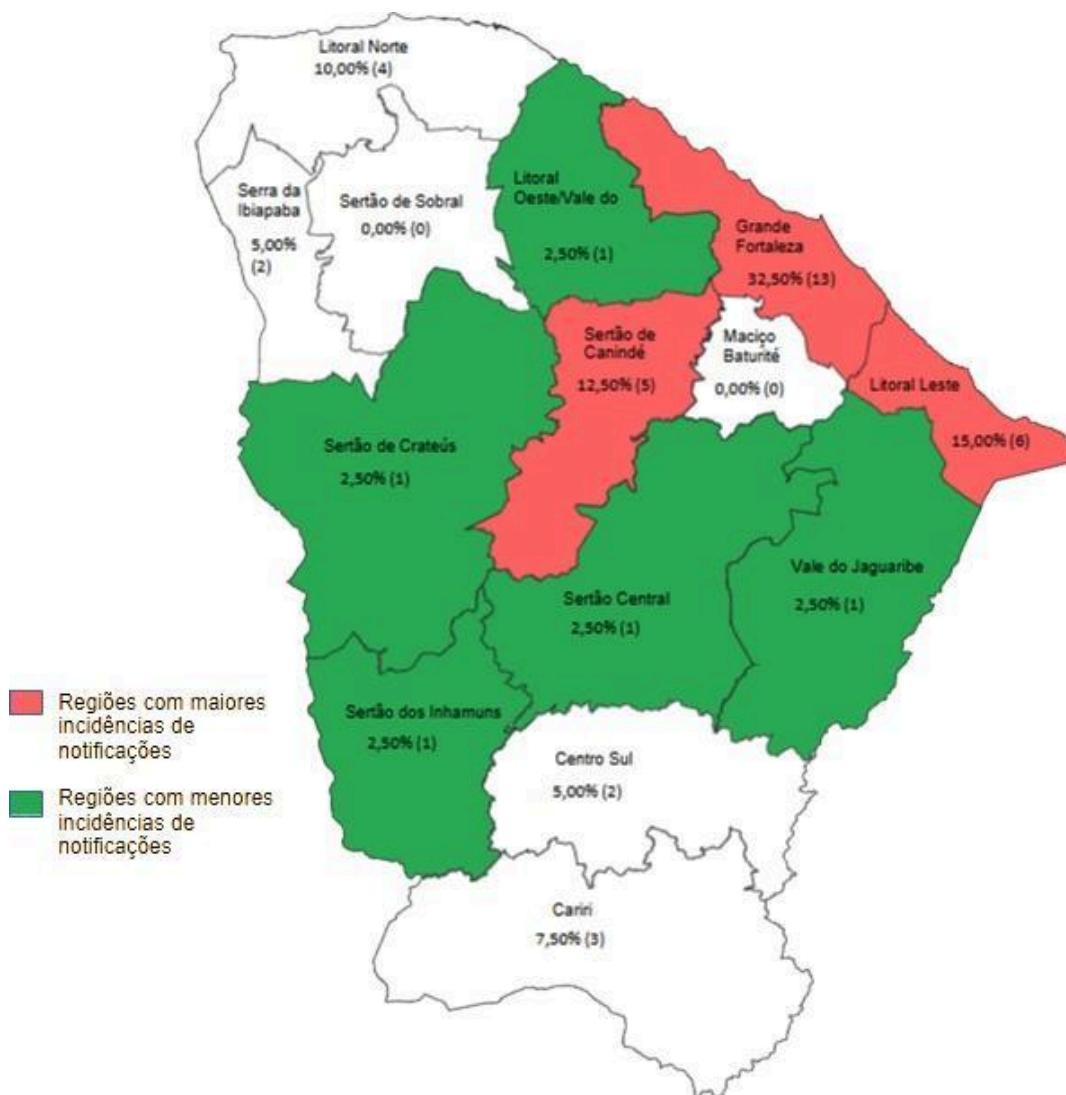 Litoral Norte
10,00% (4)
Serra da
Ibiapaba
5,00%
(2)
Sertão de Sobral
0,00% (0)
Litoral
Oeste/Vale do
2,50% (1)
Grande
Fortaleza
32,50% (13)
Sertão de
Canindé
12,50% (5)
Maciço
Baturité
0,00% (0)
Litoral Leste
15,00% (6)
Sertão de Crateús
2,50% (1)
Sertão Central
2,50% (1)
Vale do Jaguaribe
2,50% (1)
Sertão dos Inhamuns
2,50% (1)
Centro Sul
5,00% (2)
Cariri
7,50% (3)
Regiões com maiores
incidências de
notificações
Regiões com menores
incidências de
notificações